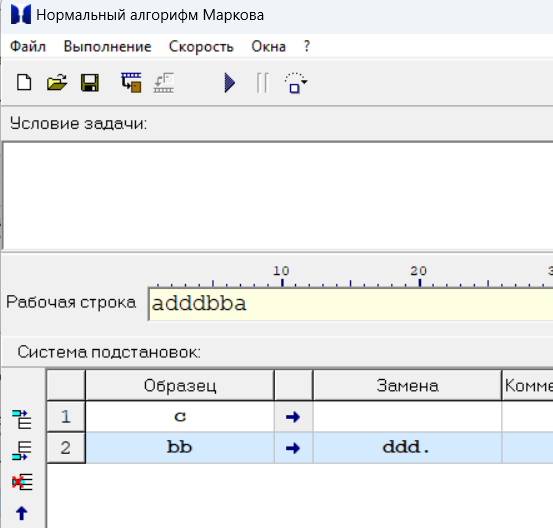 Нормальный алгорифм Маркова
Файл Выполнение Скорость Окна ?
Условие задачи:
10 20 3
Рабочая строка adddbba
Система подстановок:
Образец Замена Комме
1 c ➔
2 bb ➔ ddd.